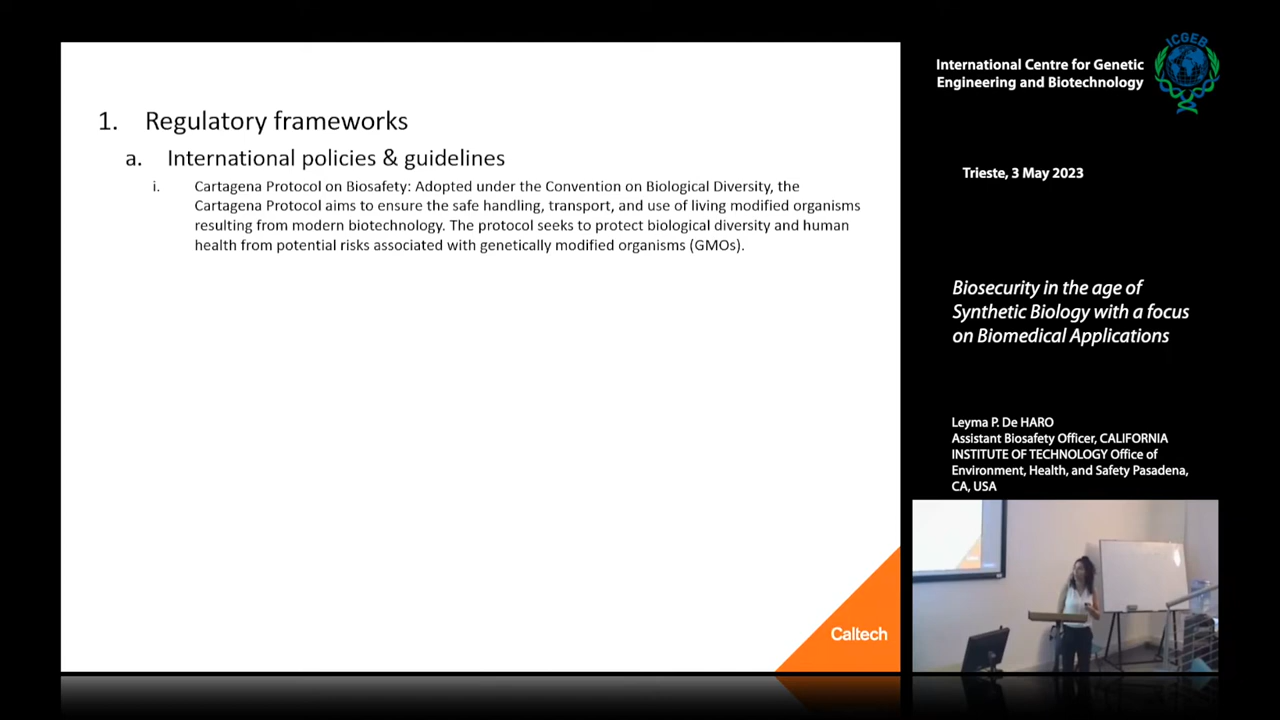 1. Regulatory frameworks
a. International policies & guidelines
i. Cartagena Protocol on Biosafety: Adopted under the Convention on Biological Diversity, the
Cartagena Protocol aims to ensure the safe handling, transport, and use of living modified organisms
resulting from modern biotechnology. The protocol seeks to protect biological diversity and human
health from potential risks associated with genetically modified organisms (GMOs).
Caltech
International Centre for Genetic
Engineering and Biotechnology
ICGEB
Trieste, 3 May 2023
Biosecurity in the age of
Synthetic Biology with a focus
on Biomedical Applications
Leyma P. De HARO
Assistant Biosafety Officer, CALIFORNIA
INSTITUTE OF TECHNOLOGY Office of
Environment, Health, and Safety Pasadena,
CA, USA